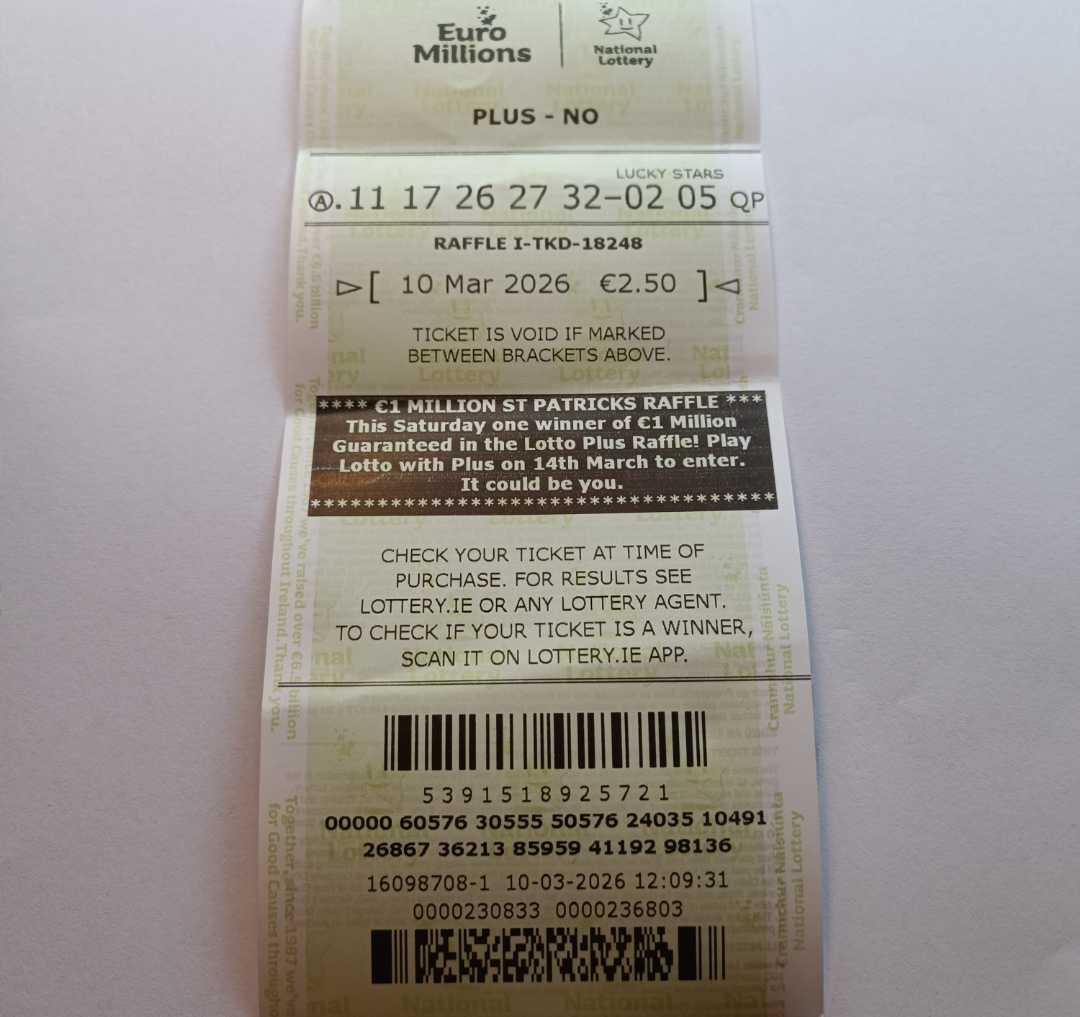 Euro
Millions
National
Lottery
PLUS - NO
LUCKY STARS
Ⓐ. 11 17 26 27 32-02 05 QP
RAFFLE I-TKD-18248
[ 10 Mar 2026 €2.50 ]
TICKET IS VOID IF MARKED
BETWEEN BRACKETS ABOVE.
**** €1 MILLION ST PATRICKS RAFFLE ***
This Saturday one winner of €1 Million
Guaranteed in the Lotto Plus Raffle! Play
Lotto with Plus on 14th March to enter.
It could be you.
**************************************
CHECK YOUR TICKET AT TIME OF
PURCHASE. FOR RESULTS SEE
LOTTERY.IE OR ANY LOTTERY AGENT.
TO CHECK IF YOUR TICKET IS A WINNER,
SCAN IT ON LOTTERY.IE APP.
5391518925721
00000 60576 30555 50576 24035 10491
26867 36213 85959 41192 98136
16098708-1 10-03-2026 12:09:31
0000230833 0000236803
Crannchur Náisiúnta
National Lottery